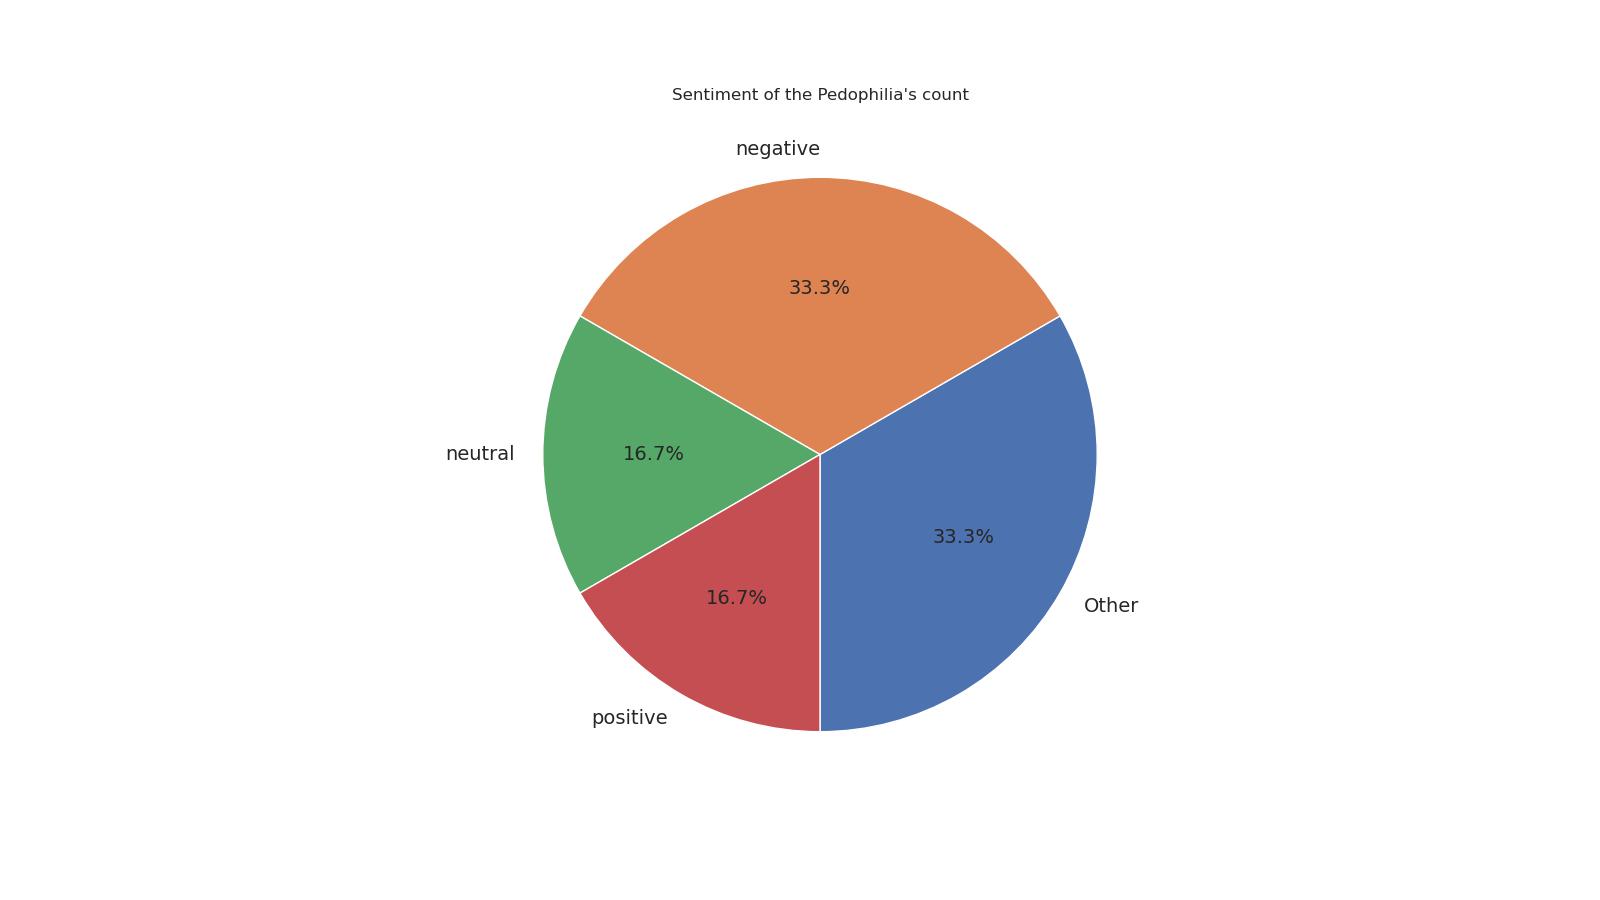 Sentiment of the Pedophilia's count
negative
33.3%
neutral
16.7%
33.3%
16.7%
Other
positive